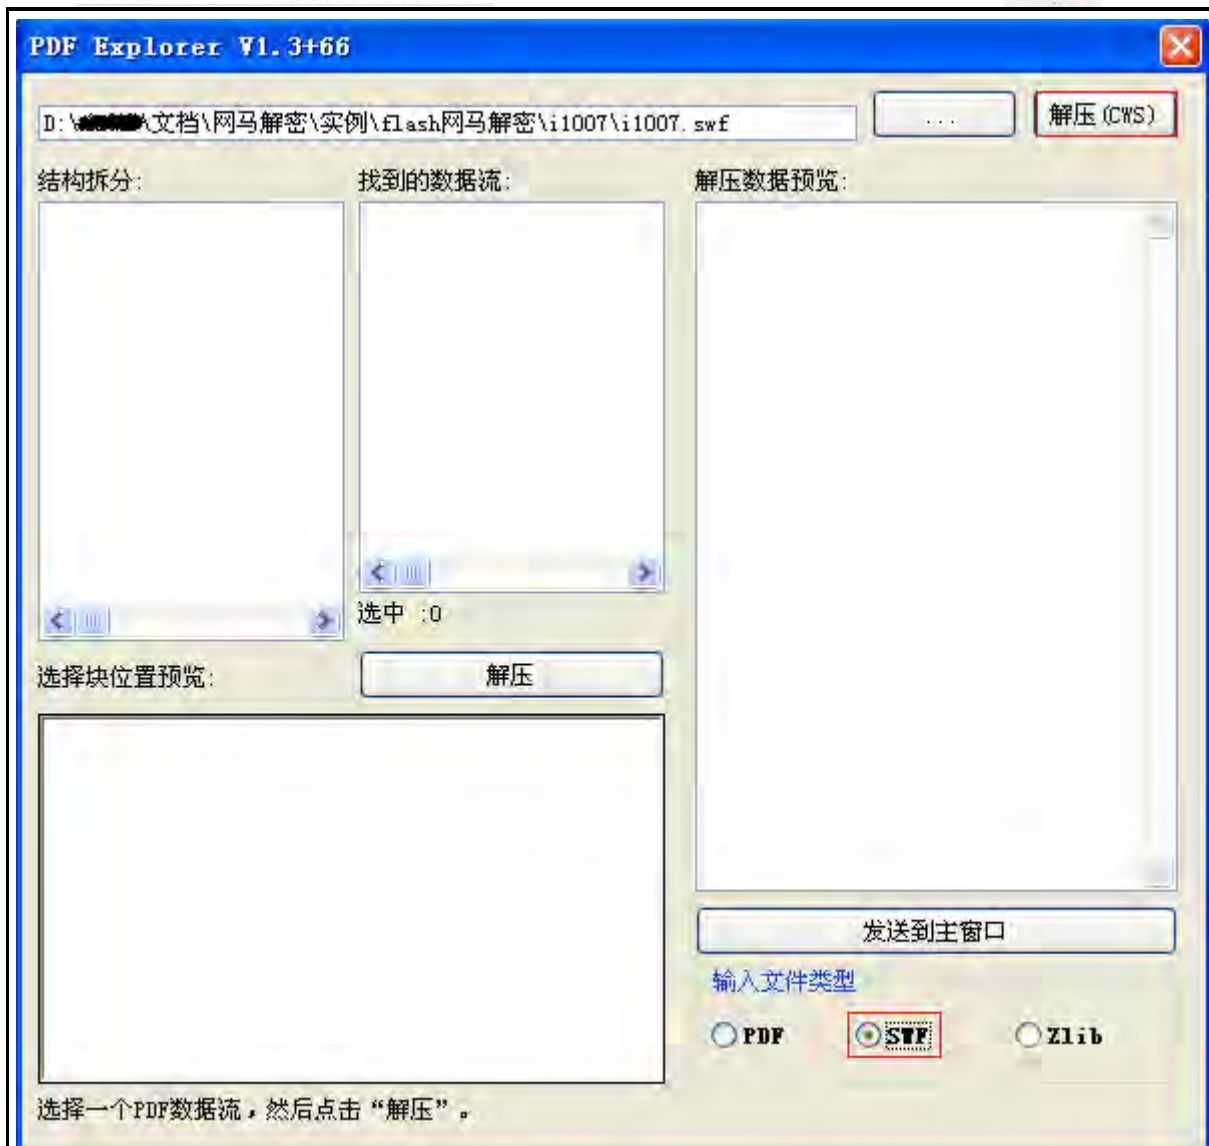 PDF Explorer V1.3+66
D:\ \文档\网马解密\实例\flash网马解密\i1007\i1007.swf
...
解压(CWS)
结构拆分:
找到的数据流:
解压数据预览:
选中 :0
选择块位置预览:
解压
发送到主窗口
输入文件类型
PDF
SWF
Zlib
选择一个PDF数据流，然后点击“解压”。